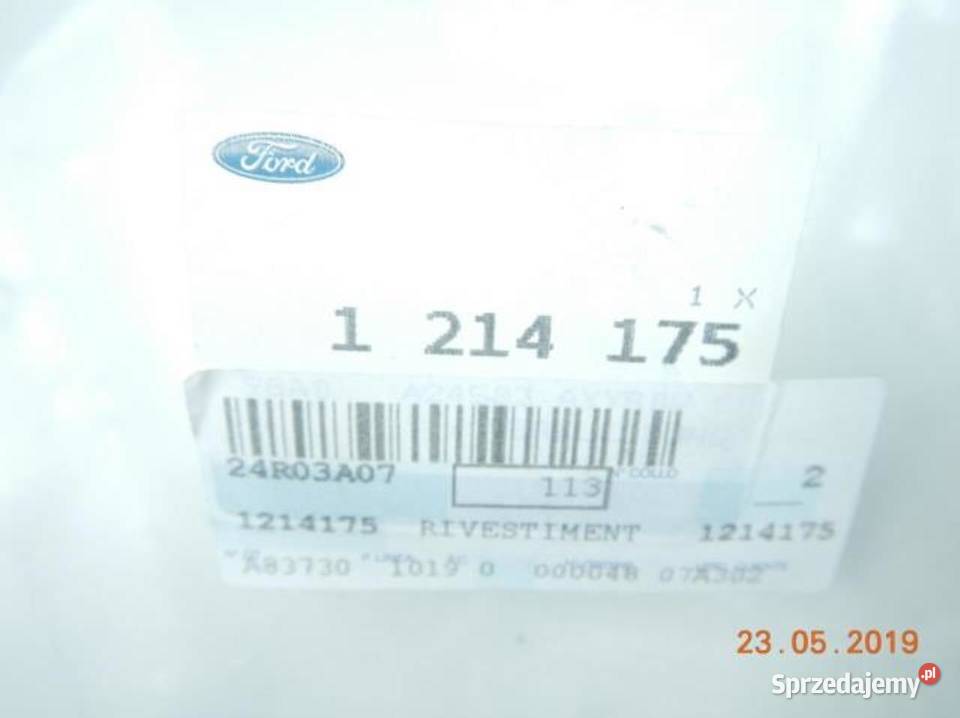 Ford
1 X
1 214 175
24R03A07
113
N° COLLO
2
1214175 RIVESTIMENT 1214175
A83730 1019 0 000048 07A302
23.05.2019
Sprzedajemy.pl